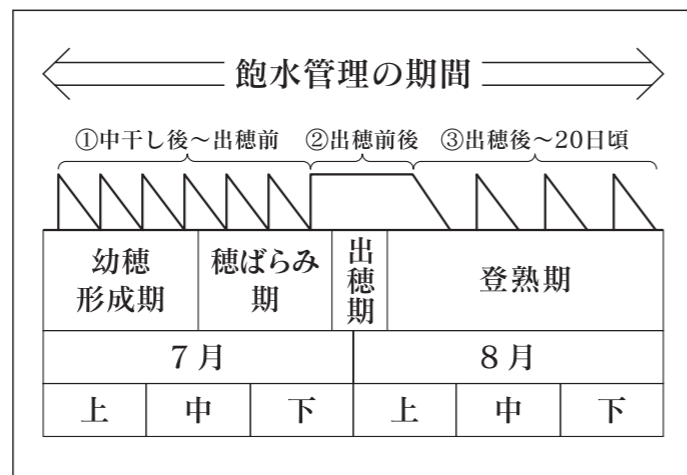 飽水管理の期間
①中干し後～出穂前 ②出穂前後 ③出穂後～20日頃
幼穂
形成期
穂ばらみ
期
出穂期
登熟期
7月 8月
上 中 下 上 中 下